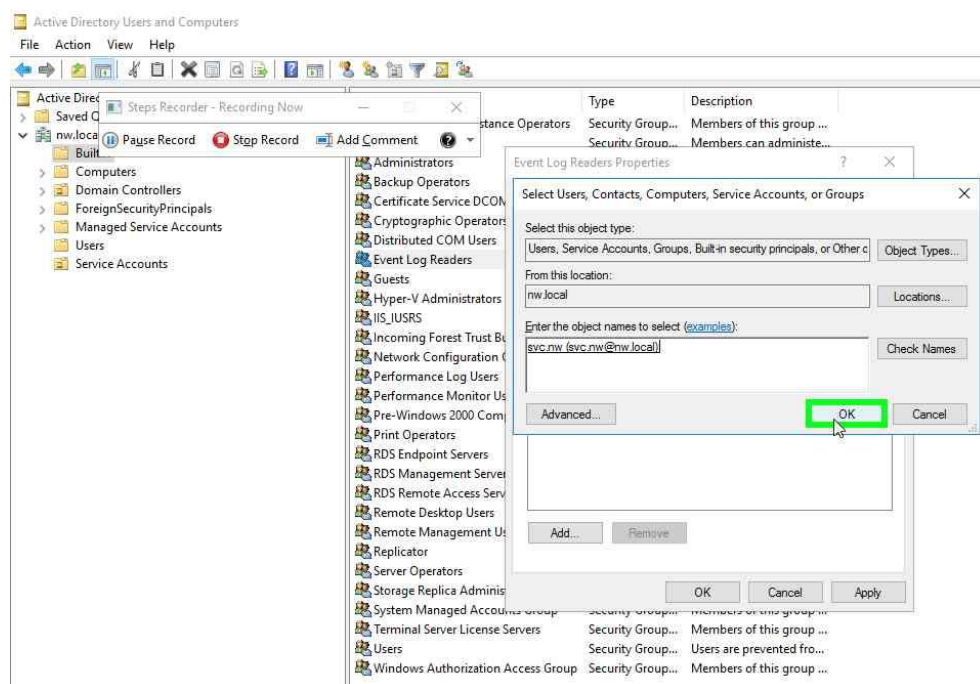 Active Directory Users and Computers
File Action View Help
Active Direc
Saved Q
nw.loca
Built...
Computers
Domain Controllers
ForeignSecurityPrincipals
Managed Service Accounts
Users
Service Accounts
Steps Recorder - Recording Now
Pause Record Stop Record Add Comment
Type Description
stance Operators Security Group... Members of this group ...
Security Group... Members can administe...
Administrators
Backup Operators
Certificate Service DCOM
Cryptographic Operators
Distributed COM Users
Event Log Readers
Guests
Hyper-V Administrators
IIS_IUSRS
Incoming Forest Trust Bu
Network Configuration
Performance Log Users
Performance Monitor Us
Pre-Windows 2000 Com
Print Operators
RDS Endpoint Servers
RDS Management Server
RDS Remote Access Serv
Remote Desktop Users
Remote Management Us
Replicator
Server Operators
Storage Replica Adminis
System Managed Accounts Group Security Group... Members of this group ...
Terminal Server License Servers Security Group... Members of this group ...
Users Security Group... Users are prevented fro...
Windows Authorization Access Group Security Group... Members of this group ...
Event Log Readers Properties
Select Users, Contacts, Computers, Service Accounts, or Groups
Select this object type:
Users, Service Accounts, Groups, Built-in security principals, or Other o
Object Types...
From this location:
nw.local
Locations...
Enter the object names to select (examples):
svc.nw (svc.nw@nw.local)
Check Names
Advanced... OK Cancel
Add... Remove
OK Cancel Apply